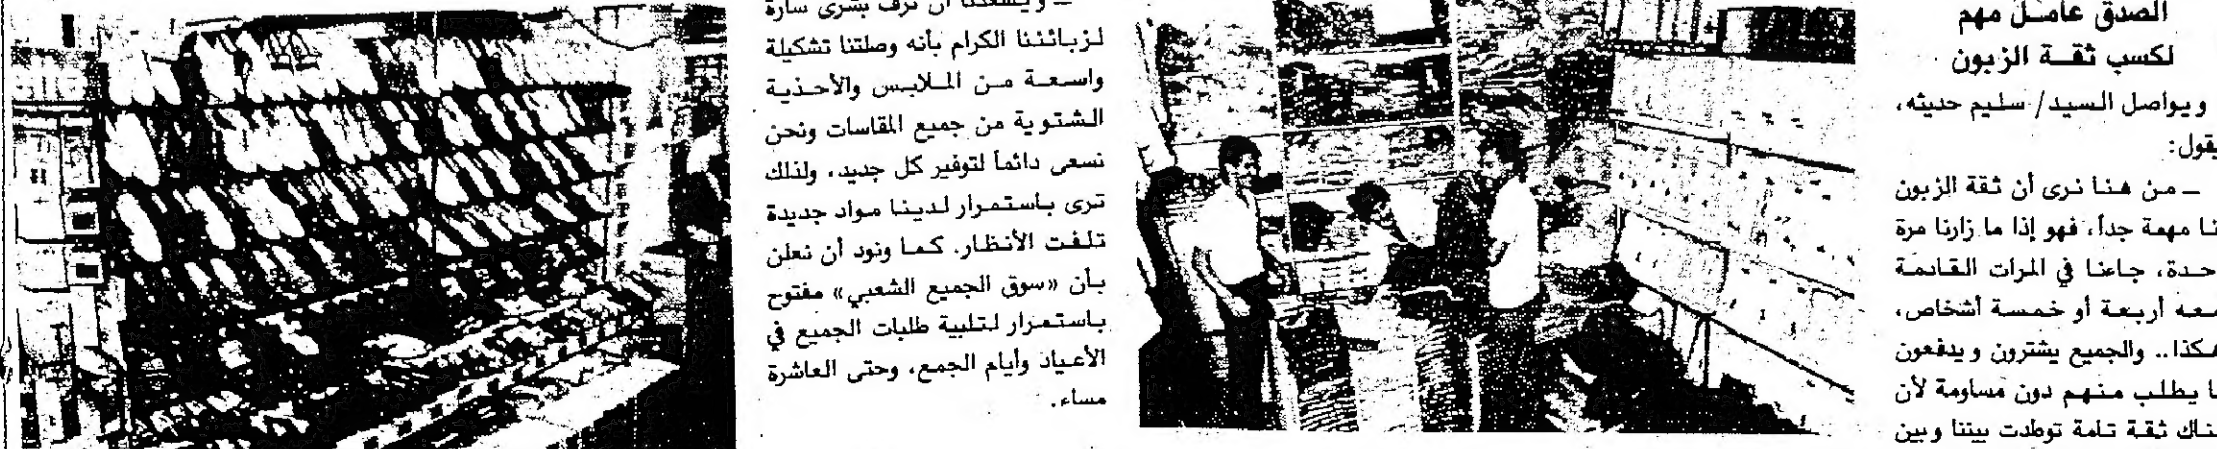 الصدق عامل مهم
لكسب ثقة الزبون
ويواصل السيد/ سليم حديثه،
يقول:
ـ من هنا نرى أن ثقة الزبون
نا مهمة جداً، فهو إذا ما زارنا مرة
حدة، جاءنا في المرات القادمة
معه أربعة أو خمسة أشخاص،
هكذا.. والجميع يشترون ويدفعون
ا يطلب منهم دون مساومة لأن
ناك ثقة تامة توطدت بيننا وبين
ـ ويسعدنا أن نزف بشرى سارة
لزبائننا الكرام بأنه وصلتنا تشكيلة
واسعة من الملابس والأحذية
الشتوية من جميع المقاسات ونحن
نسعى دائماً لتوفير كل جديد، ولذلك
ترى باستمرار لدينا مواد جديدة
تلفت الأنظار. كما ونود أن نعلن
بأن «سوق الجميع الشعبي» مفتوح
باستمرار لتلبية طلبات الجميع في
الأعياد وأيام الجمع، وحتى العاشرة
مساء.